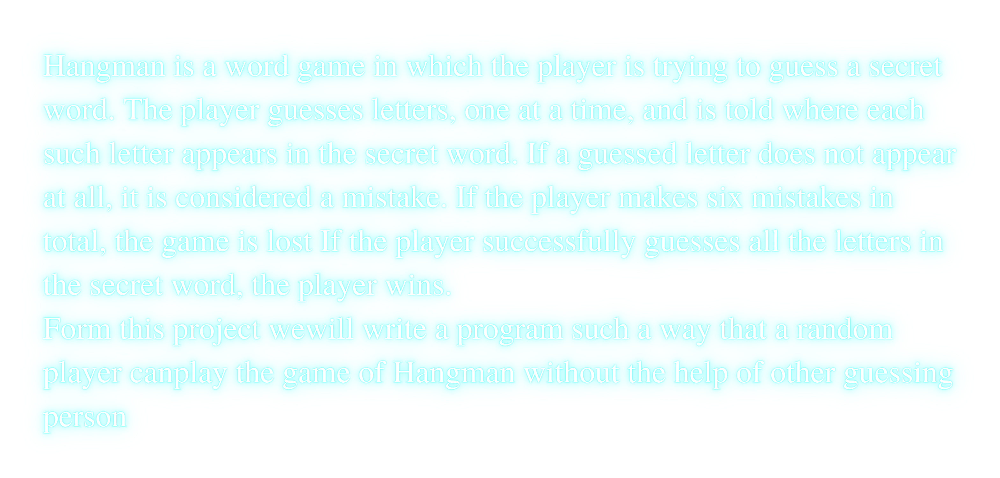 Hangman is a word game in which the player is trying to guess a secret
word. The player guesses letters, one at a time, and is told where each
such letter appears in the secret word. If a guessed letter does not appear
at all, it is considered a mistake. If the player makes six mistakes in
total, the game is lost If the player successfully guesses all the letters in
the secret word, the player wins.
Form this project wewill write a program such a way that a random
player canplay the game of Hangman without the help of other guessing
person